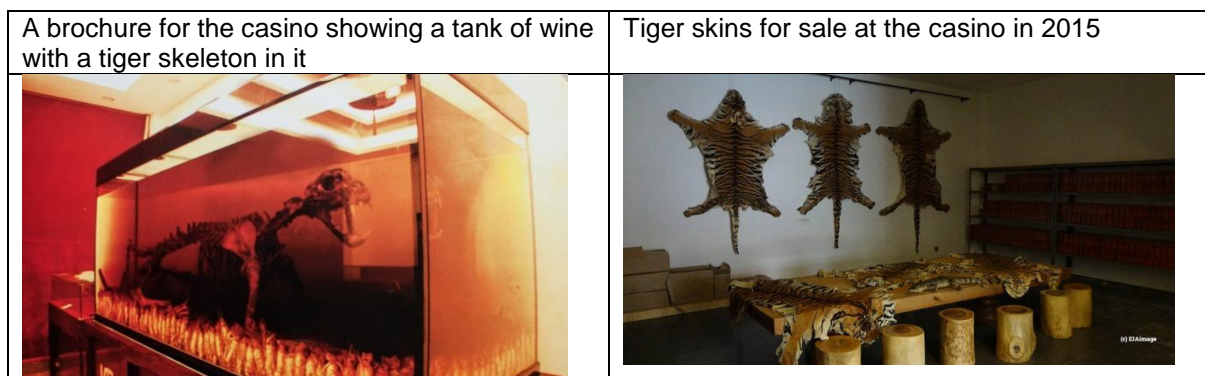 A brochure for the casino showing a tank of wine
with a tiger skeleton in it
Tiger skins for sale at the casino in 2015
(c) EIAimage